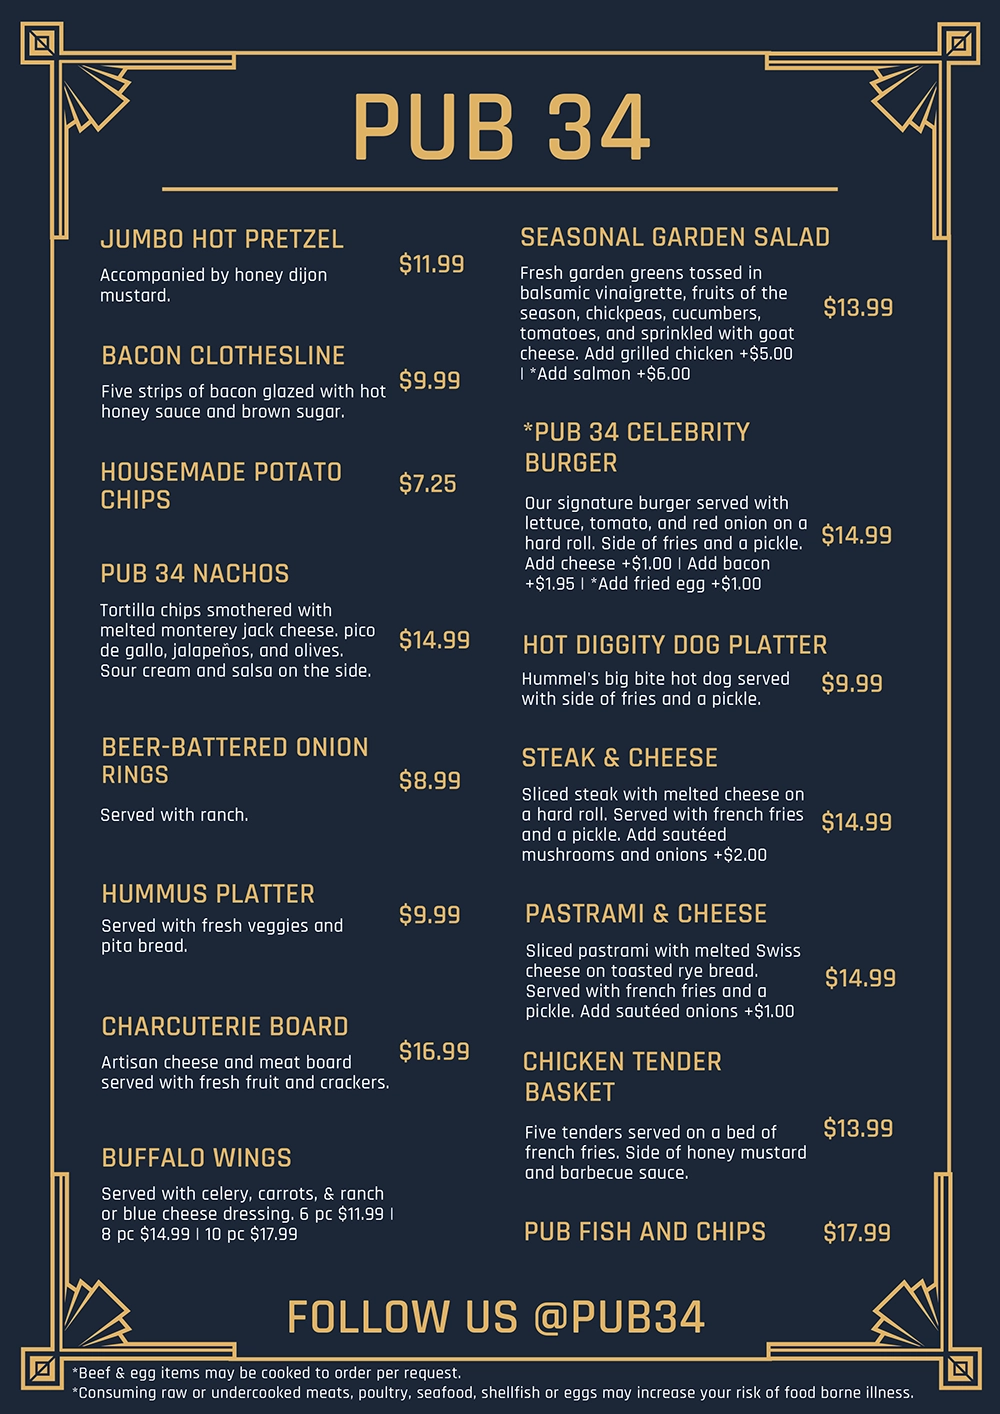 PUB 34
JUMBO HOT PRETZEL
$11.99
Accompanied by honey dijon
mustard.
BACON CLOTHESLINE
$9.99
Five strips of bacon glazed with hot
honey sauce and brown sugar.
HOUSEMADE POTATO
CHIPS
$7.25
PUB 34 NACHOS
Tortilla chips smothered with
melted monterey jack cheese. pico
de gallo, jalapeños, and olives.
Sour cream and salsa on the side.
$14.99
BEER-BATTERED ONION
RINGS
$8.99
Served with ranch.
HUMMUS PLATTER
$9.99
Served with fresh veggies and
pita bread.
CHARCUTERIE BOARD
$16.99
Artisan cheese and meat board
served with fresh fruit and crackers.
BUFFALO WINGS
Served with celery, carrots, & ranch
or blue cheese dressing. 6 pc $11.99 |
8 pc $14.99 | 10 pc $17.99
SEASONAL GARDEN SALAD
Fresh garden greens tossed in
balsamic vinaigrette, fruits of the
season, chickpeas, cucumbers,
tomatoes, and sprinkled with goat
cheese. Add grilled chicken +$5.00
| *Add salmon +$6.00
$13.99
*PUB 34 CELEBRITY
BURGER
Our signature burger served with
lettuce, tomato, and red onion on a
hard roll. Side of fries and a pickle.
Add cheese +$1.00 | Add bacon
+$1.95 | *Add fried egg +$1.00
$14.99
HOT DIGGITY DOG PLATTER
Hummel's big bite hot dog served
with side of fries and a pickle.
$9.99
STEAK & CHEESE
Sliced steak with melted cheese on
a hard roll. Served with french fries
and a pickle. Add sautéed
mushrooms and onions +$2.00
$14.99
PASTRAMI & CHEESE
Sliced pastrami with melted Swiss
cheese on toasted rye bread.
Served with french fries and a
pickle. Add sautéed onions +$1.00
$14.99
CHICKEN TENDER
BASKET
Five tenders served on a bed of
french fries. Side of honey mustard
and barbecue sauce.
$13.99
PUB FISH AND CHIPS
$17.99
FOLLOW US @PUB34
*Beef & egg items may be cooked to order per request.
*Consuming raw or undercooked meats, poultry, seafood, shellfish or eggs may increase your risk of food borne illness.